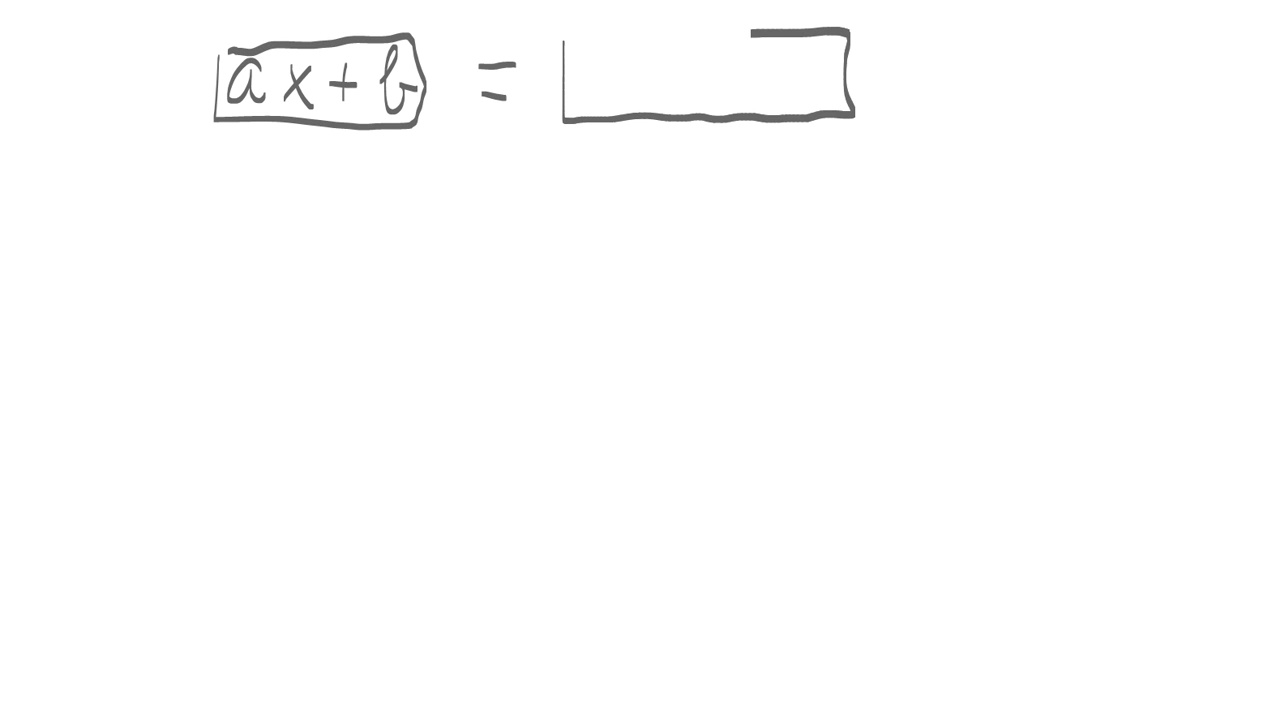 ax + b =